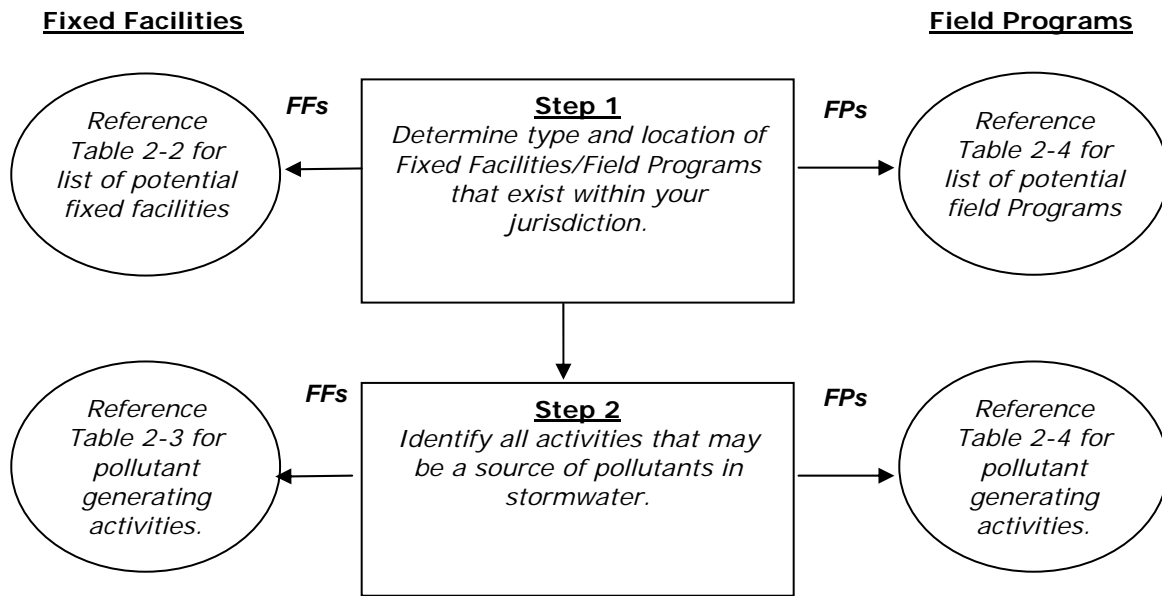 Fixed Facilities
Field Programs
FFs
FPs
Reference
Table 2-2 for
list of potential
fixed facilities
Step 1
Determine type and location of
Fixed Facilities/Field Programs
that exist within your
jurisdiction.
Reference
Table 2-4 for
list of potential
field Programs
FFs
FPs
Reference
Table 2-3 for
pollutant
generating
activities.
Step 2
Identify all activities that may
be a source of pollutants in
stormwater.
Reference
Table 2-4 for
pollutant
generating
activities.